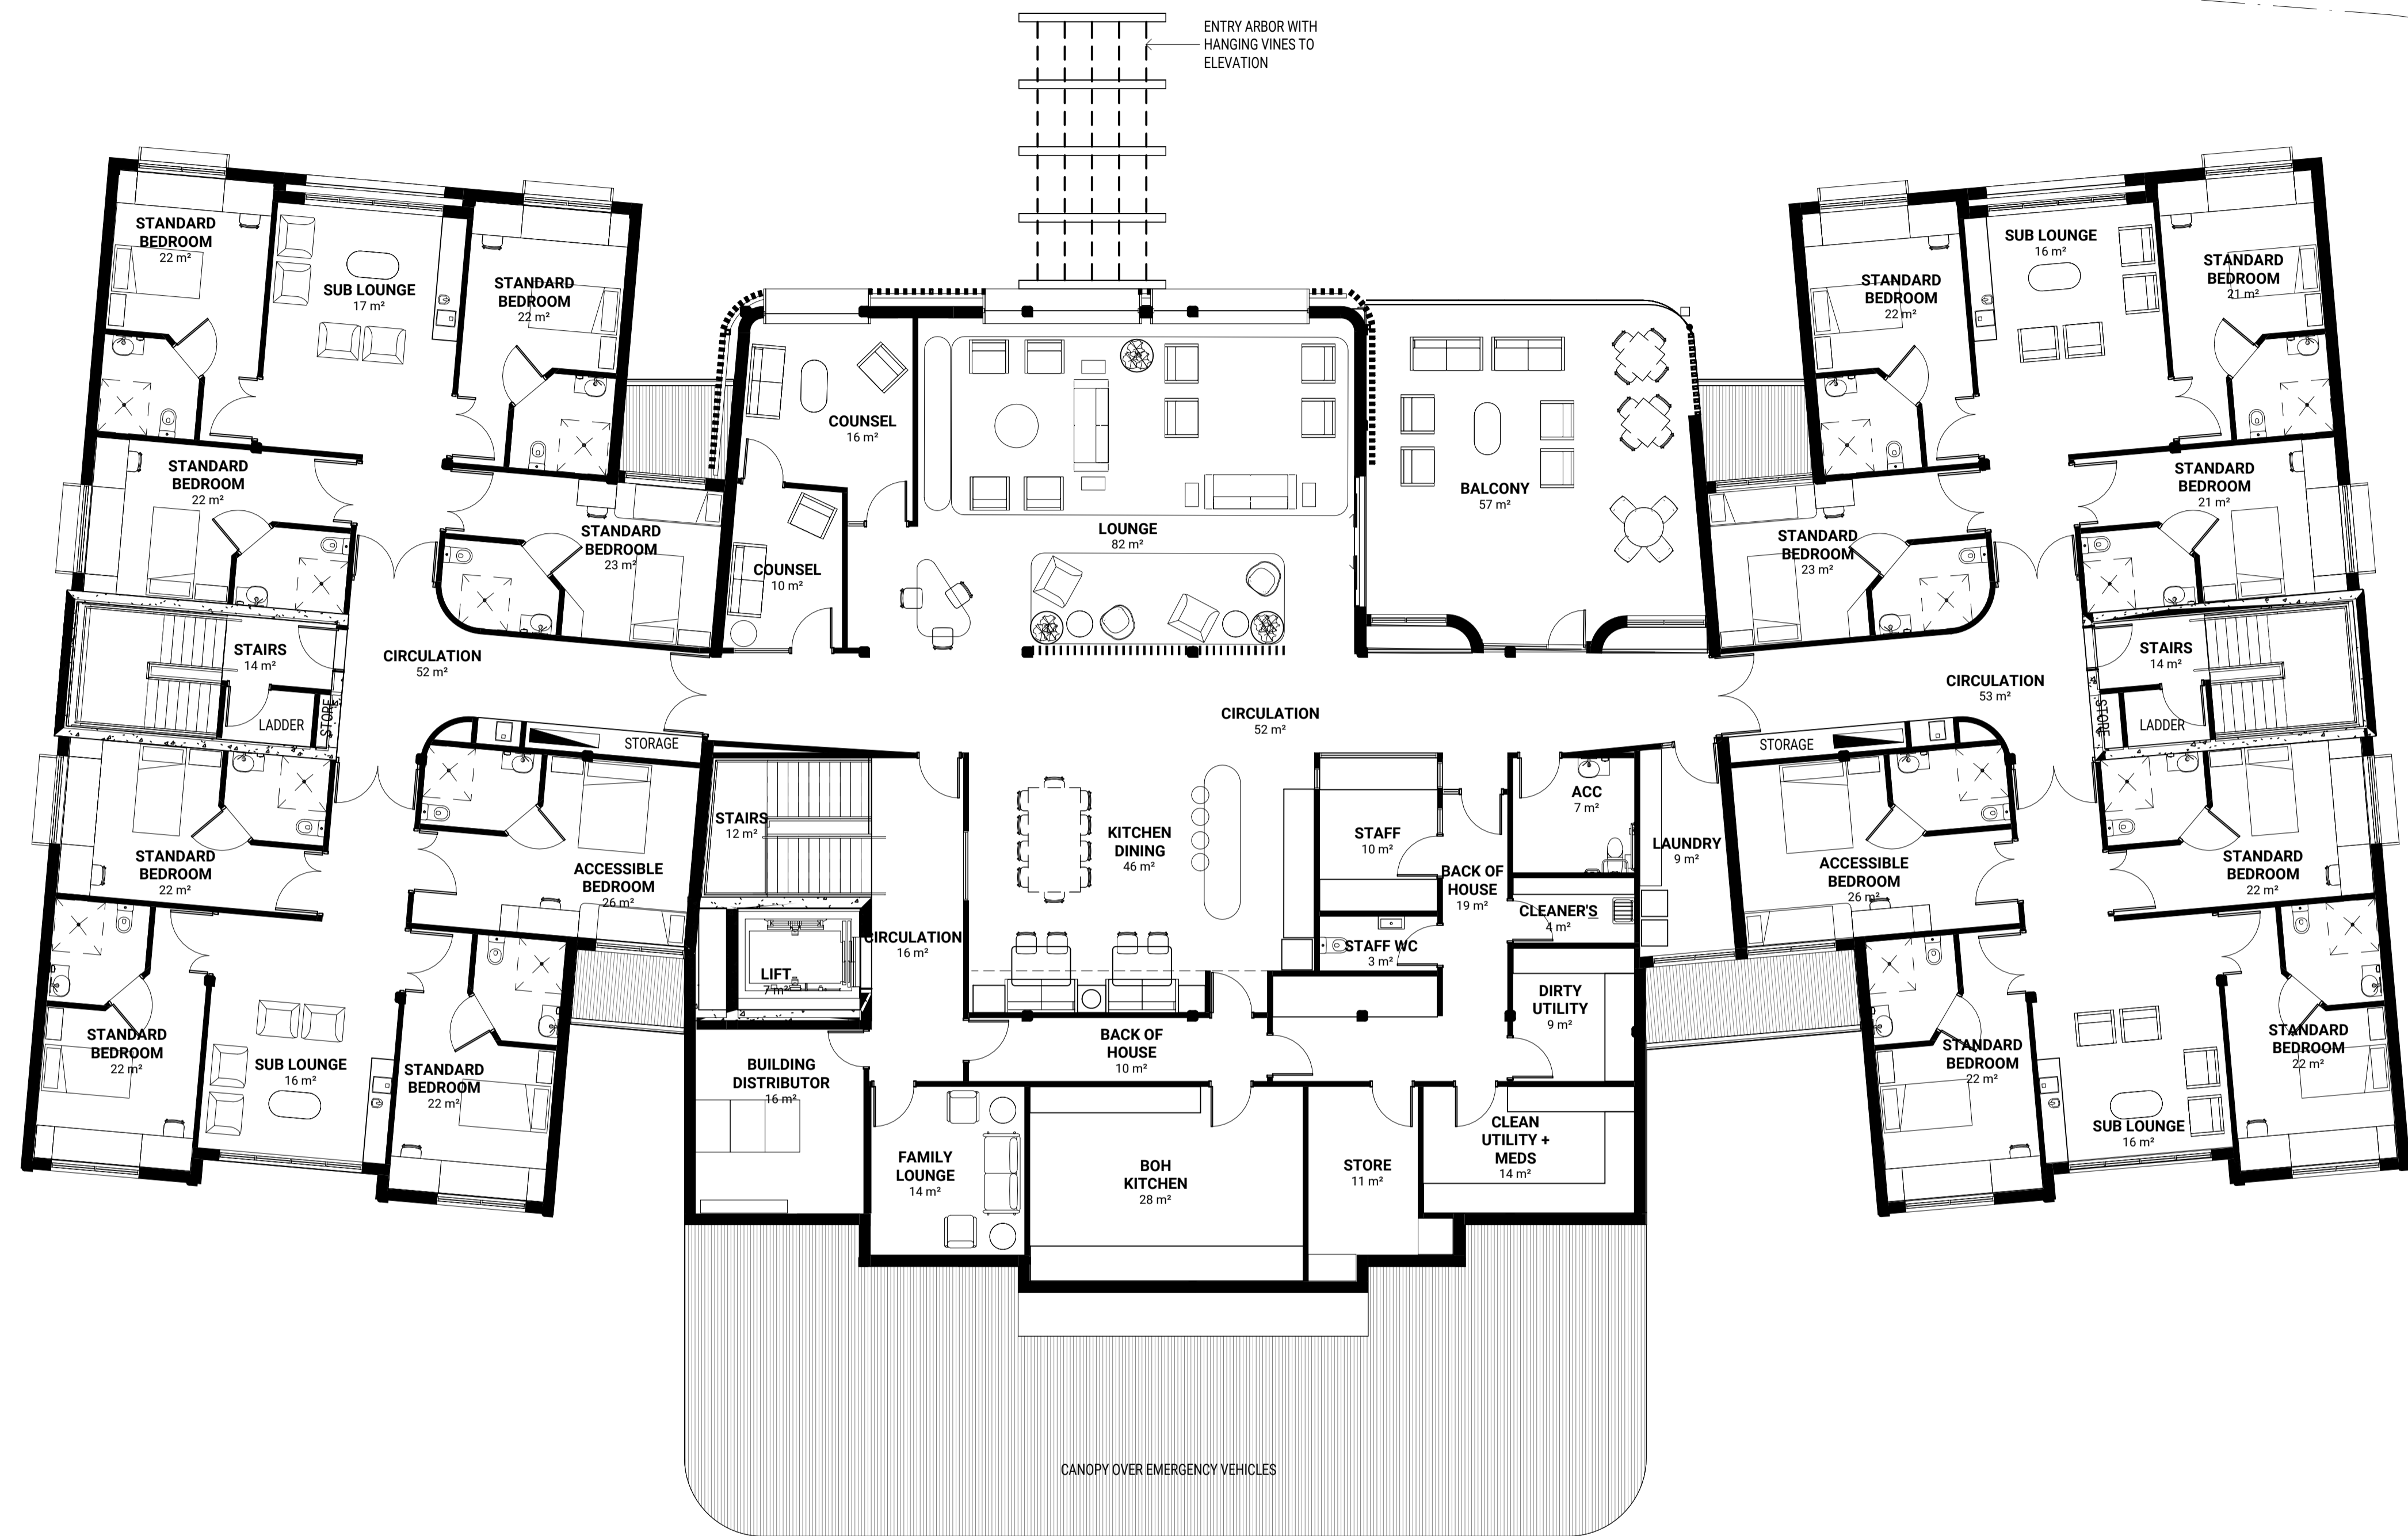 ENTRY ARBOR WITH
HANGING VINES TO
ELEVATION
STANDARD
BEDROOM
22 m²
SUB LOUNGE
17 m²
STANDARD
BEDROOM
22 m²
STANDARD
BEDROOM
22 m²
STANDARD
BEDROOM
23 m²
STAIRS
14 m²
LADDER
STORE
CIRCULATION
52 m²
STORAGE
STANDARD
BEDROOM
22 m²
ACCESSIBLE
BEDROOM
26 m²
STANDARD
BEDROOM
22 m²
SUB LOUNGE
16 m²
STANDARD
BEDROOM
22 m²
COUNSEL
16 m²
COUNSEL
10 m²
LOUNGE
82 m²
BALCONY
57 m²
CIRCULATION
52 m²
STAIRS
12 m²
LIFT
7 m²
CIRCULATION
16 m²
KITCHEN
DINING
46 m²
STAFF
10 m²
STAFF WC
3 m²
BACK OF
HOUSE
19 m²
ACC
7 m²
CLEANER'S
4 m²
LAUNDRY
9 m²
DIRTY
UTILITY
9 m²
BACK OF
HOUSE
10 m²
BUILDING
DISTRIBUTOR
16 m²
FAMILY
LOUNGE
14 m²
BOH
KITCHEN
28 m²
STORE
11 m²
CLEAN
UTILITY +
MEDS
14 m²
STANDARD
BEDROOM
22 m²
SUB LOUNGE
16 m²
STANDARD
BEDROOM
21 m²
STANDARD
BEDROOM
23 m²
STANDARD
BEDROOM
21 m²
CIRCULATION
53 m²
STAIRS
14 m²
STORE
LADDER
STORAGE
ACCESSIBLE
BEDROOM
26 m²
STANDARD
BEDROOM
22 m²
STANDARD
BEDROOM
22 m²
SUB LOUNGE
16 m²
STANDARD
BEDROOM
22 m²
CANOPY OVER EMERGENCY VEHICLES